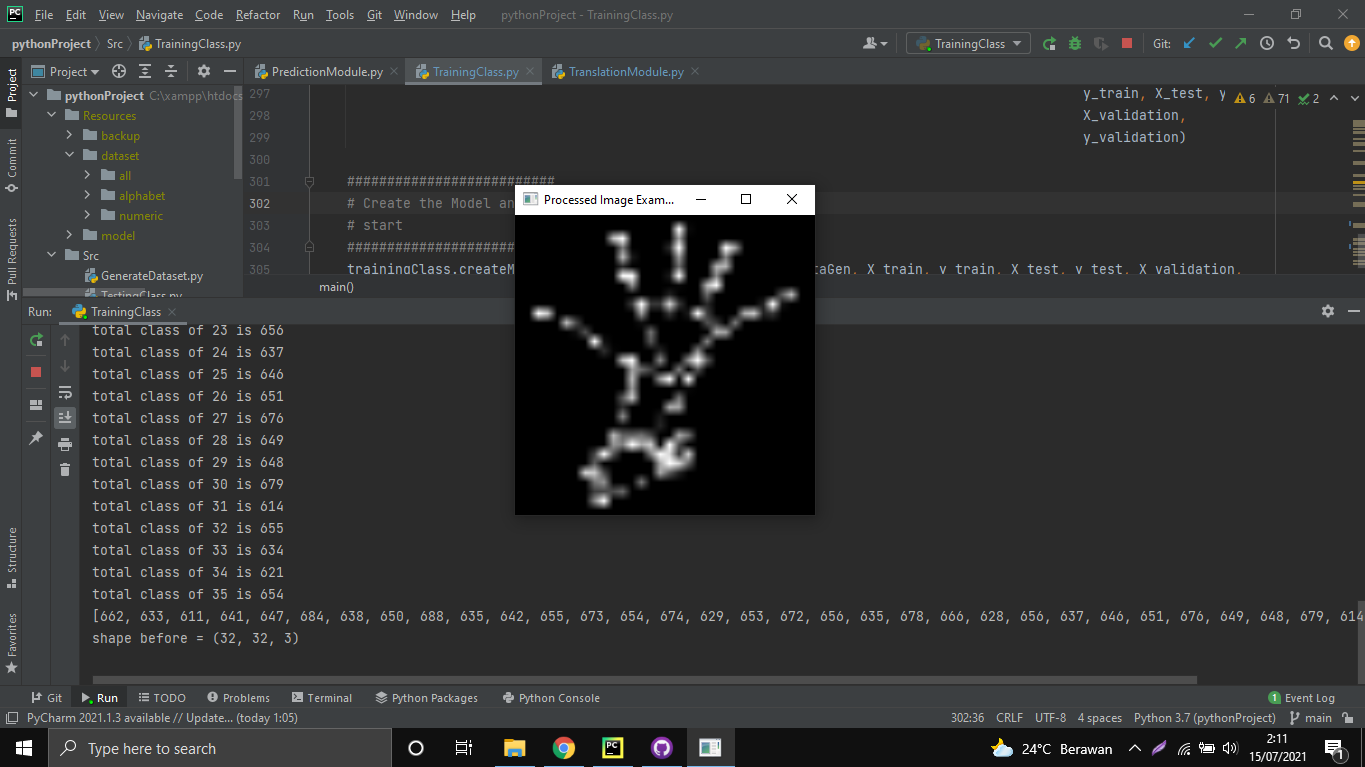 File Edit View Navigate Code Refactor Run Tools Git Window Help pythonProject - TrainingClass.py
pythonProject Src TrainingClass.py TrainingClass Git:
Project PredictionModule.py TrainingClass.py TranslationModule.py
Project
Commit
Pull Requests
Structure
Favorites
pythonProject C:\xampp\htdocs
Resources
backup
dataset
all
alphabet
numeric
model
Src
GenerateDataset.py
TestingClass.py
297 y_train, X_test, y
6 71 2
298 X_validation,
299 y_validation)
300
301 ##########################
302 # Create the Model an
303 # start
304 #####################
305 trainingClass.createM taGen, X_train, y_train, X_test, y_test, X_validation,
main()
Processed Image Exam...
Run: TrainingClass
total class of 23 is 656
total class of 24 is 637
total class of 25 is 646
total class of 26 is 651
total class of 27 is 676
total class of 28 is 649
total class of 29 is 648
total class of 30 is 679
total class of 31 is 614
total class of 32 is 655
total class of 33 is 634
total class of 34 is 621
total class of 35 is 654
[662, 633, 611, 641, 647, 684, 638, 650, 688, 635, 642, 655, 673, 654, 674, 629, 653, 672, 656, 635, 678, 666, 628, 656, 637, 646, 651, 676, 649, 648, 679, 614
shape before = (32, 32, 3)
Git Run TODO Problems Terminal Python Packages Python Console 1 Event Log
PyCharm 2021.1.3 available // Update... (today 1:05) 302:36 CRLF UTF-8 4 spaces Python 3.7 (pythonProject) main
Type here to search 24°C Berawan 2:11
15/07/2021
1